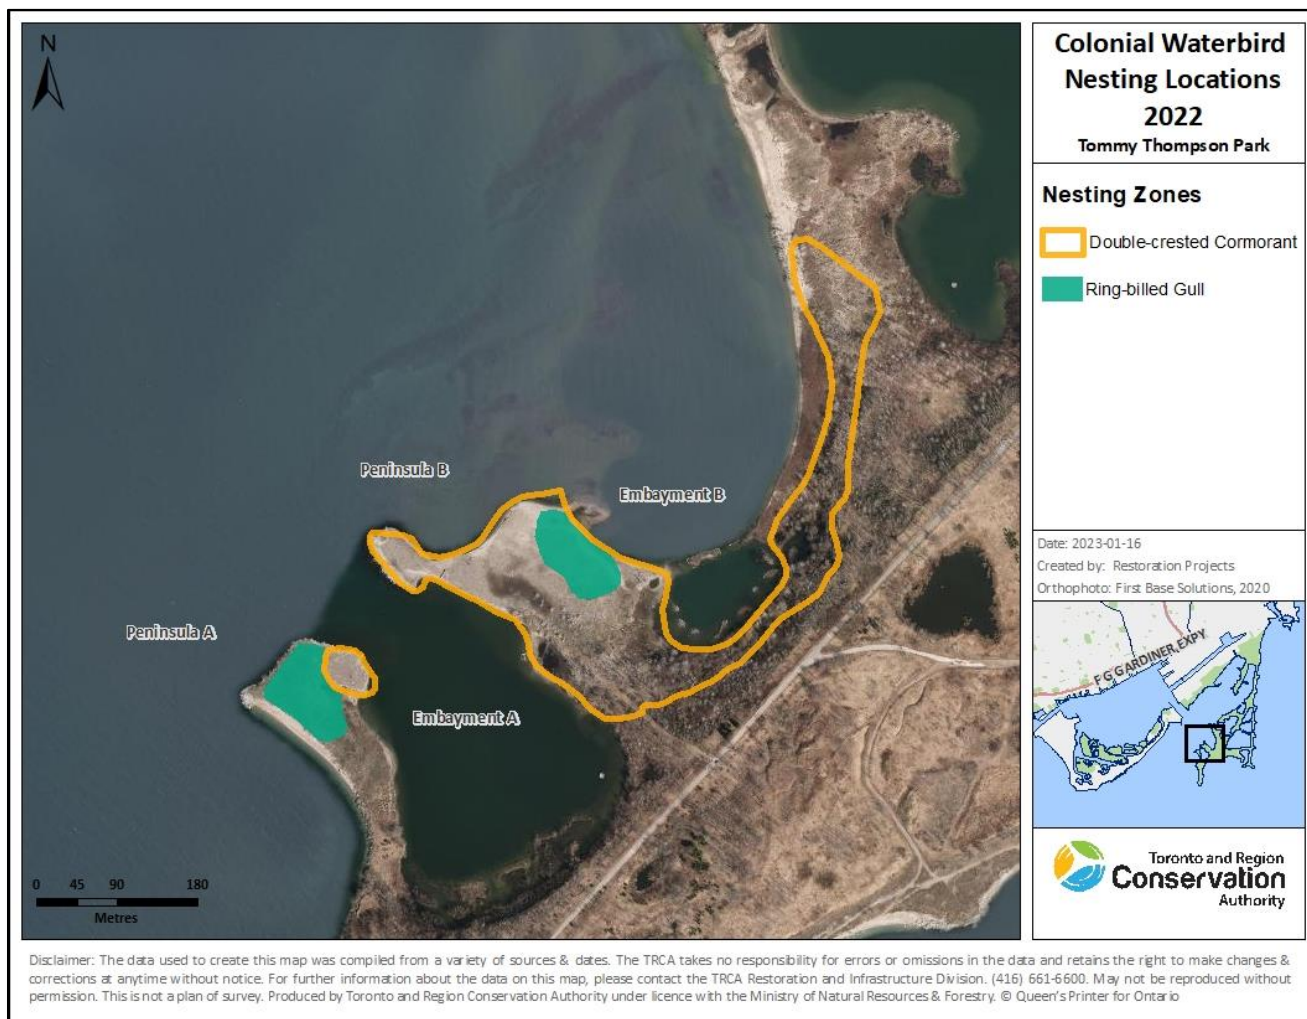 N
Peninsula B
Embayment B
Peninsula A
Embayment A
0 45 90 180
Metres
Colonial Waterbird
Nesting Locations
2022
Tommy Thompson Park
Nesting Zones
Double-crested Cormorant
Ring-billed Gull
Date: 2023-01-16
Created by: Restoration Projects
Orthophoto: First Base Solutions, 2020
F G GARDINER EXPY
Toronto and Region
Conservation
Authority
Disclaimer: The data used to create this map was compiled from a variety of sources & dates. The TRCA takes no responsibility for errors or omissions in the data and retains the right to make changes &
corrections at anytime without notice. For further information about the data on this map, please contact the TRCA Restoration and Infrastructure Division. (416) 661-6600. May not be reproduced without
permission. This is not a plan of survey. Produced by Toronto and Region Conservation Authority under licence with the Ministry of Natural Resources & Forestry. © Queen's Printer for Ontario